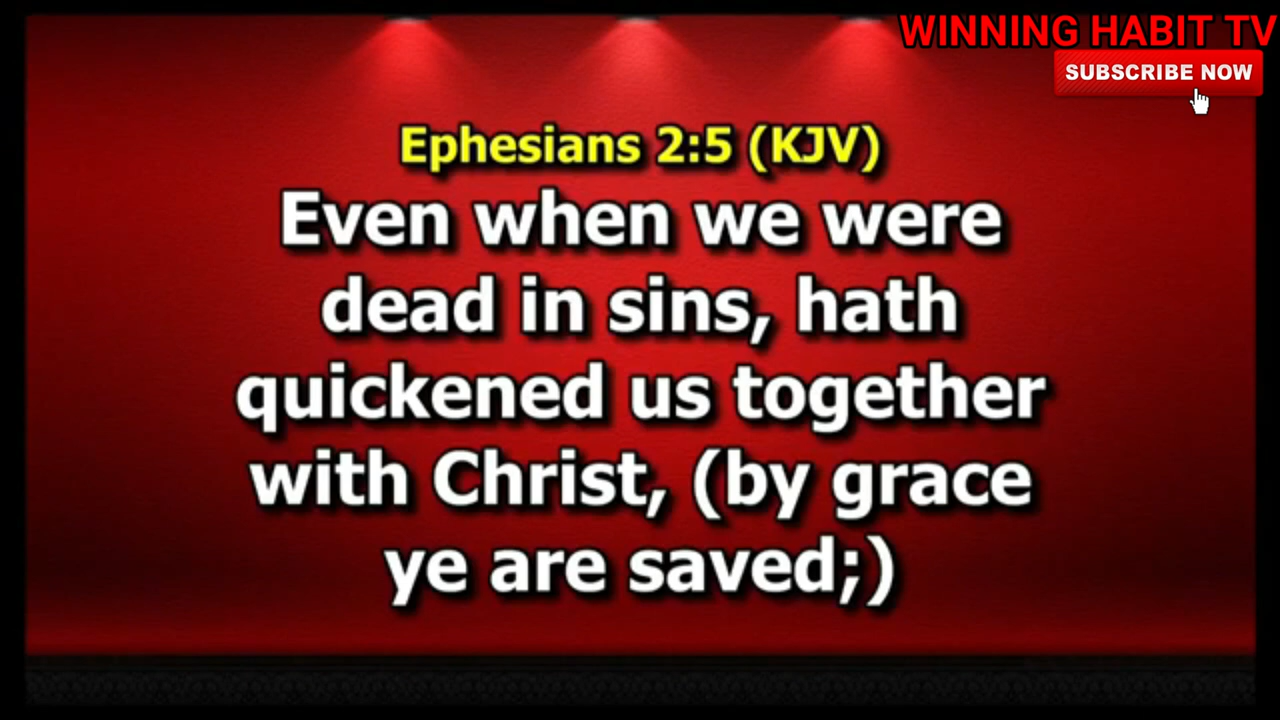 WINNING HABIT TV
SUBSCRIBE NOW
Ephesians 2:5 (KJV)
Even when we were
dead in sins, hath
quickened us together
with Christ, (by grace
ye are saved;)